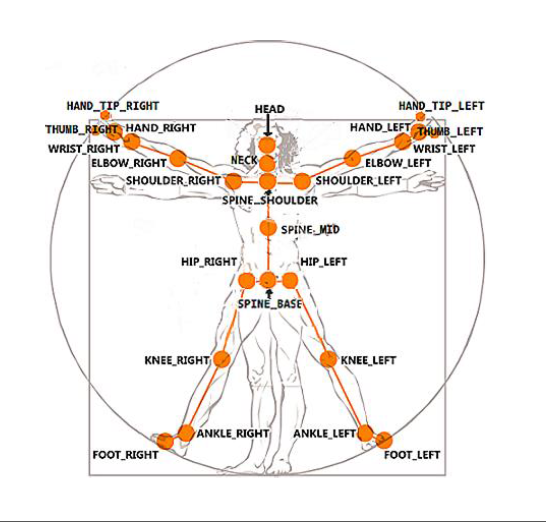 HAND_TIP_RIGHT
HEAD
HAND_TIP_LEFT
THUMB_RIGHT
HAND_RIGHT
HAND_LEFT
THUMB_LEFT
WRIST_RIGHT
WRIST_LEFT
ELBOW_RIGHT
NECK
ELBOW_LEFT
SHOULDER_RIGHT
SHOULDER_LEFT
SPINE_SHOULDER
SPINE_MID
HIP_RIGHT
HIP_LEFT
SPINE_BASE
KNEE_RIGHT
KNEE_LEFT
ANKLE_RIGHT
ANKLE_LEFT
FOOT_RIGHT
FOOT_LEFT